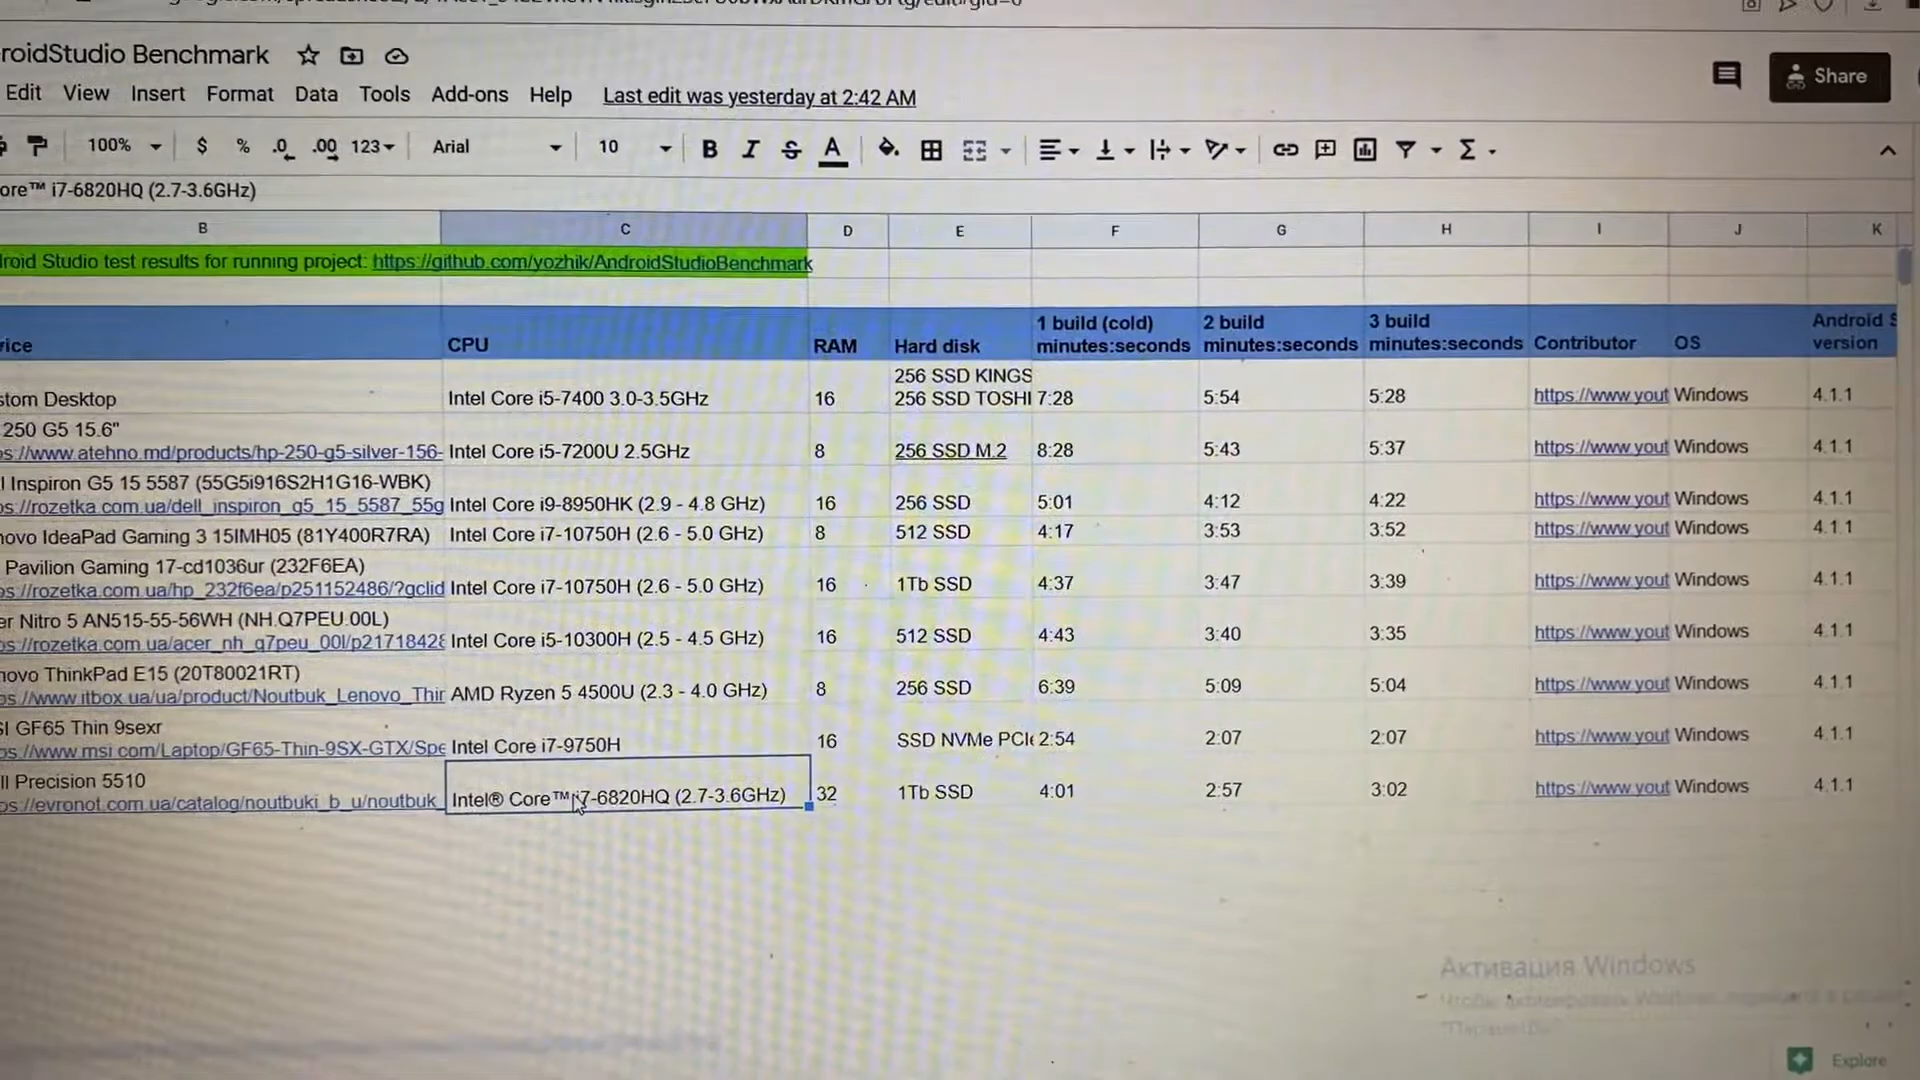 roidStudio Benchmark
Share
Edit View Insert Format Data Tools Add-ons Help Last edit was yesterday at 2:42 AM
100% $ % .0 .00 123 Arial 10 B I S A
ore™ i7-6820HQ (2.7-3.6GHz)
B C D E F G H I J K
roid Studio test results for running project: https://github.com/yozhik/AndroidStudioBenchmark
vice CPU RAM Hard disk 1 build (cold) minutes:seconds 2 build minutes:seconds 3 build minutes:seconds Contributor OS Android S version
256 SSD KINGS
stom Desktop Intel Core i5-7400 3.0-3.5GHz 16 256 SSD TOSHI 7:28 5:54 5:28 https://www.yout Windows 4.1.1
250 G5 15.6"
ps://www.atehno.md/products/hp-250-g5-silver-156- Intel Core i5-7200U 2.5GHz 8 256 SSD M.2 8:28 5:43 5:37 https://www.yout Windows 4.1.1
l Inspiron G5 15 5587 (55G5i916S2H1G16-WBK)
ps://rozetka.com.ua/dell_inspiron_g5_15_5587_55g Intel Core i9-8950HK (2.9 - 4.8 GHz) 16 256 SSD 5:01 4:12 4:22 https://www.yout Windows 4.1.1
novo IdeaPad Gaming 3 15IMH05 (81Y400R7RA) Intel Core i7-10750H (2.6 - 5.0 GHz) 8 512 SSD 4:17 3:53 3:52 https://www.yout Windows 4.1.1
Pavilion Gaming 17-cd1036ur (232F6EA)
ps://rozetka.com.ua/hp_232f6ea/p251152486/?gclid Intel Core i7-10750H (2.6 - 5.0 GHz) 16 1Tb SSD 4:37 3:47 3:39 https://www.yout Windows 4.1.1
er Nitro 5 AN515-55-56WH (NH.Q7PEU.00L)
ps://rozetka.com.ua/acer_nh_q7peu_00l/p21718428 Intel Core i5-10300H (2.5 - 4.5 GHz) 16 512 SSD 4:43 3:40 3:35 https://www.yout Windows 4.1.1
novo ThinkPad E15 (20T80021RT)
ps://www.itbox.ua/ua/product/Noutbuk_Lenovo_Thin AMD Ryzen 5 4500U (2.3 - 4.0 GHz) 8 256 SSD 6:39 5:09 5:04 https://www.yout Windows 4.1.1
SI GF65 Thin 9sexr
ps://www.msi.com/Laptop/GF65-Thin-9SX-GTX/Spe Intel Core i7-9750H 16 SSD NVMe PCIe 2:54 2:07 2:07 https://www.yout Windows 4.1.1
ll Precision 5510
ps://evronot.com.ua/catalog/noutbuki_b_u/noutbuk_ Intel® Core™ i7-6820HQ (2.7-3.6GHz) 32 1Tb SSD 4:01 2:57 3:02 https://www.yout Windows 4.1.1
Активация Windows
Чтобы активировать Windows, перейдите в раздел
"Параметры"
Explore